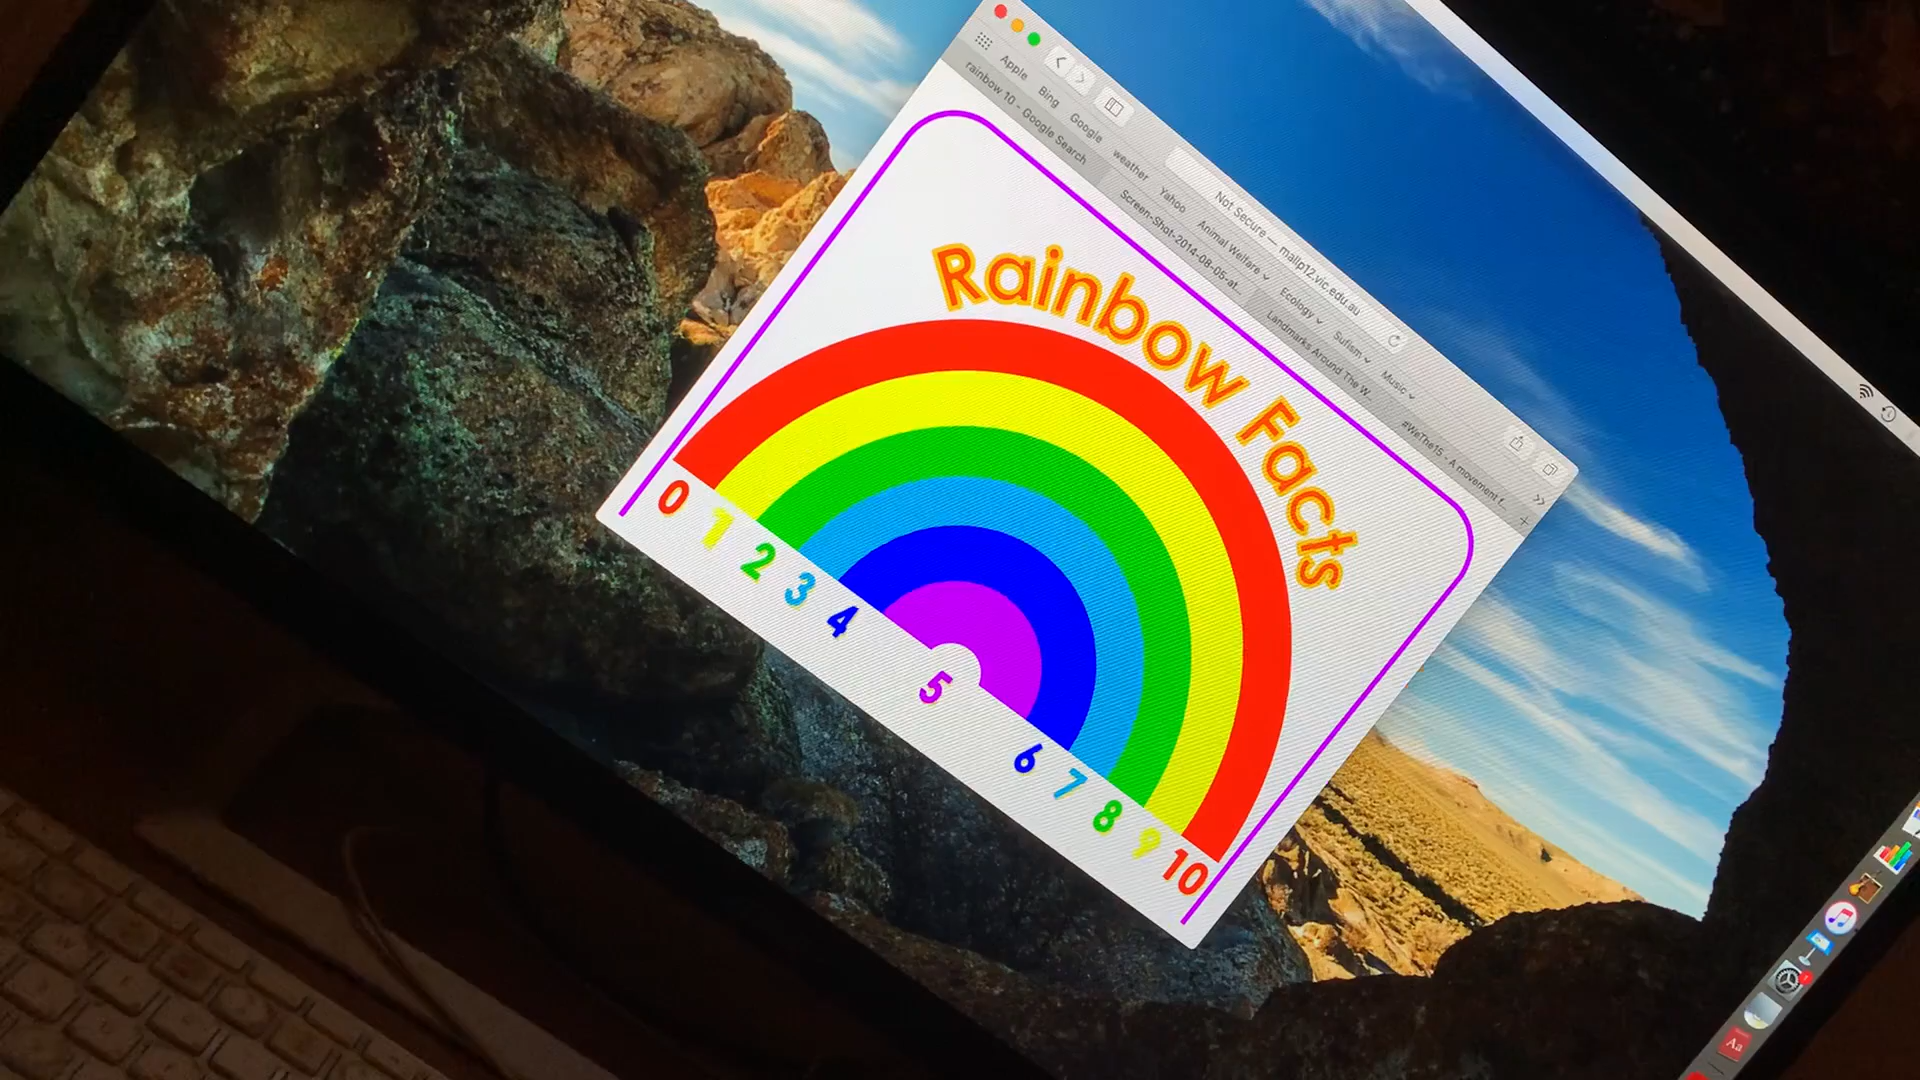 Not Secure — mallp12.vic.edu.au
Apple Bing Google weather Yahoo Animal Welfare Ecology Sufism Music
rainbow 10 - Google Search
Screen-Shot-2014-08-05-at...
Landmarks Around The W...
#WeThe15 - A movement f...
Rainbow Facts
0 1 2 3 4 5 6 7 8 9 10
Aa